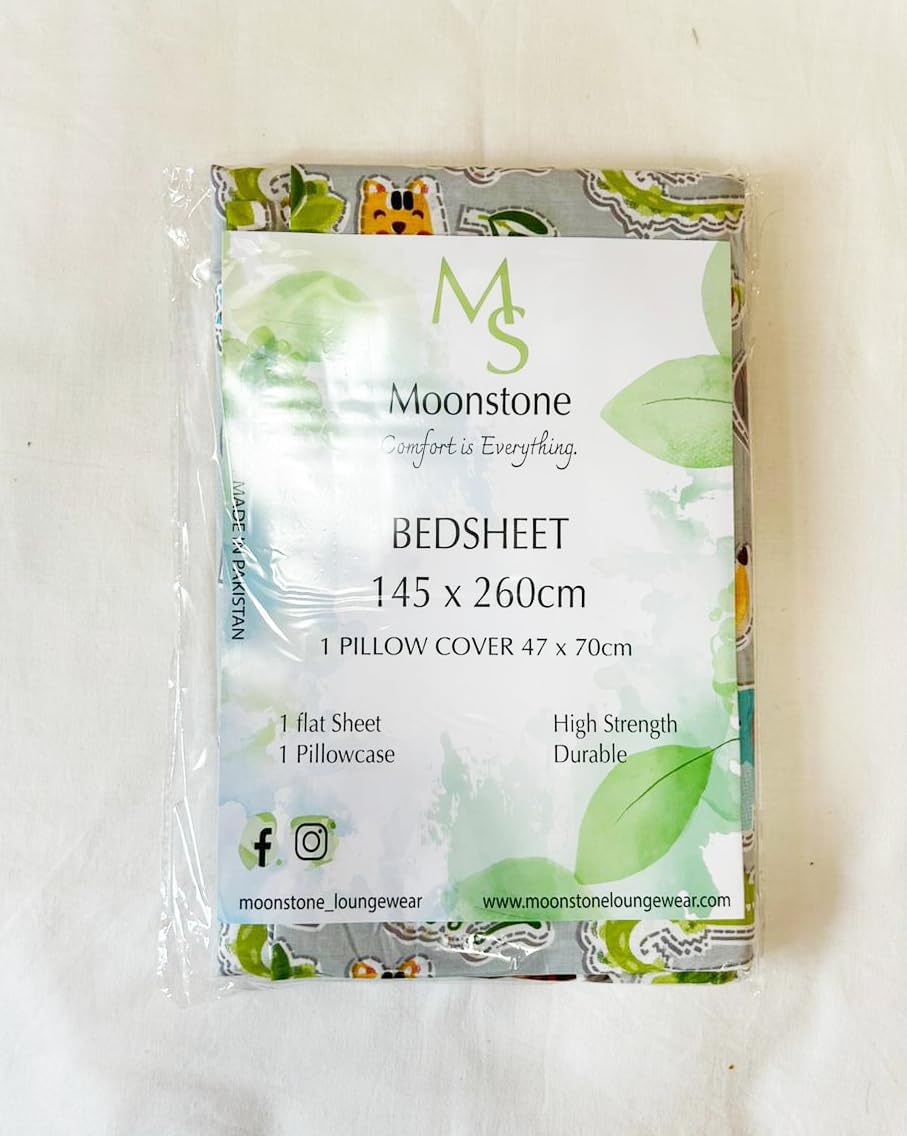 MS
Moonstone
Comfort is Everything.
MADE IN PAKISTAN
BEDSHEET
145 x 260cm
1 PILLOW COVER 47 x 70cm
1 flat Sheet
1 Pillowcase
High Strength
Durable
moonstone_loungewear
www.moonstoneloungewear.com